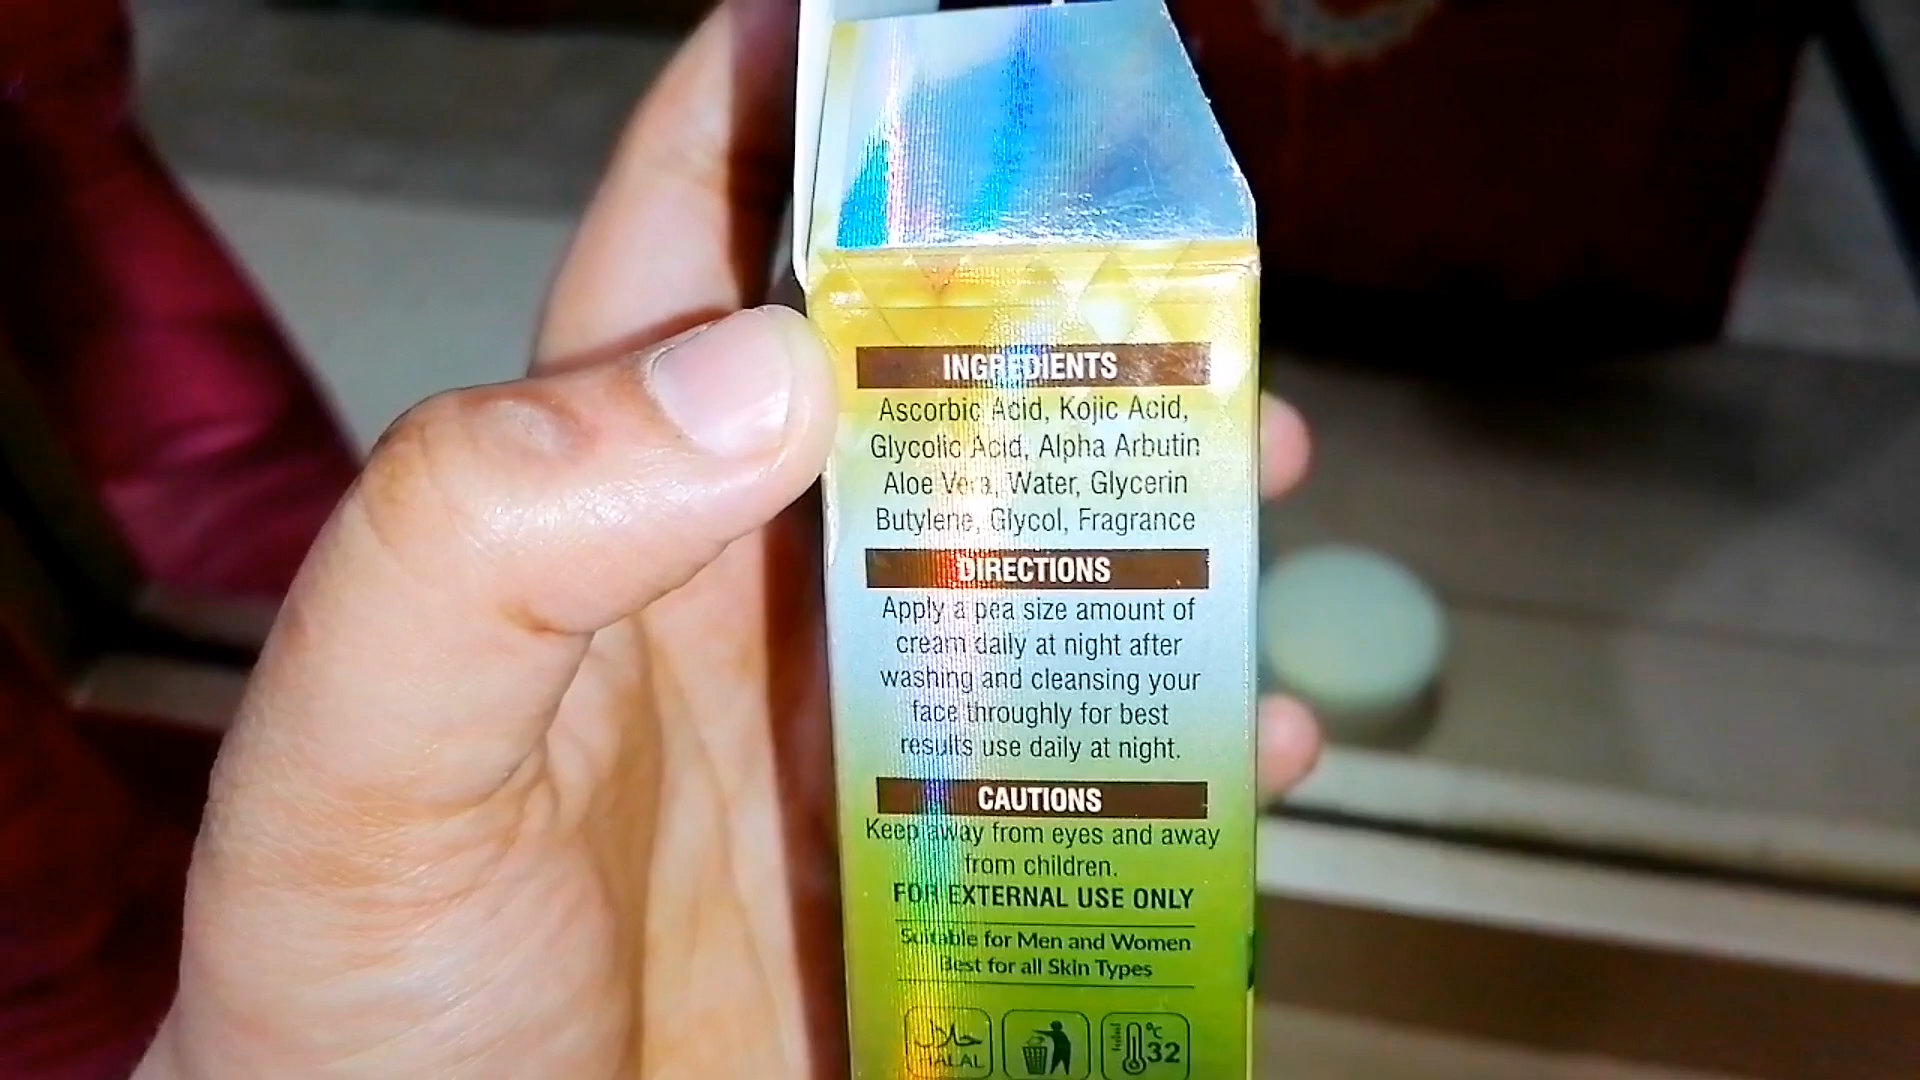 INGREDIENTS
Ascorbic Acid, Kojic Acid,
Glycolic Acid, Alpha Arbutin
Aloe Vera, Water, Glycerin
Butylene, Glycol, Fragrance
DIRECTIONS
Apply a pea size amount of
cream daily at night after
washing and cleansing your
face throughly for best
results use daily at night.
CAUTIONS
Keep away from eyes and away
from children.
FOR EXTERNAL USE ONLY
Suitable for Men and Women
Best for all Skin Types
حلال
HALAL
°C
32